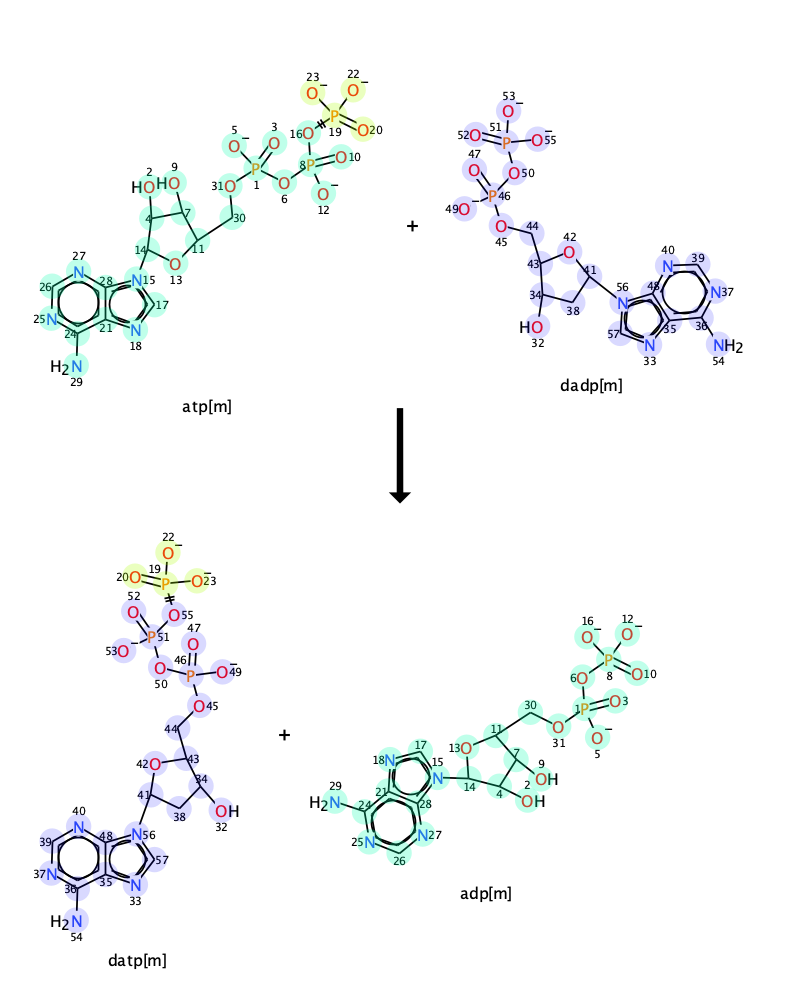 23 22
O− O−
5 3 16 P 19 O 20
O− O O
2 9 P 8 O 10
HO HO 31 O 1 O 6 O− 12
4 7 30
14 11
27 O 13
N 28 N 15
26 17
25 N 21 N 18
24
H2N
29
atp[m]
+
53
O−
52 O 51 P O− 55
47 O O 50
49 O− P 46
O 45 44
42 O 40 39
43 41 N
34 38 56 N 48 N 37
HO 32 57 N 33 35 36
NH2
54
dadp[m]
22
O−
20 O 19 P O− 23
52 O O 55
53 O− P 51 47 O
O 50 46 P O− 49
O 45
44
42 O 43
41 34
40 38 OH 32
N 48 N 56
39 57
37 N 35 N 33
36
H2N
54
datp[m]
+
16 12
O− O−
6 O P 8 O 10
30 1 P O 3
11 O 31 O− 5
17 13 O 7 9
18 N N 15 OH
29 21 14 4 2 OH
H2N 24 28
25 N N 27
26
adp[m]